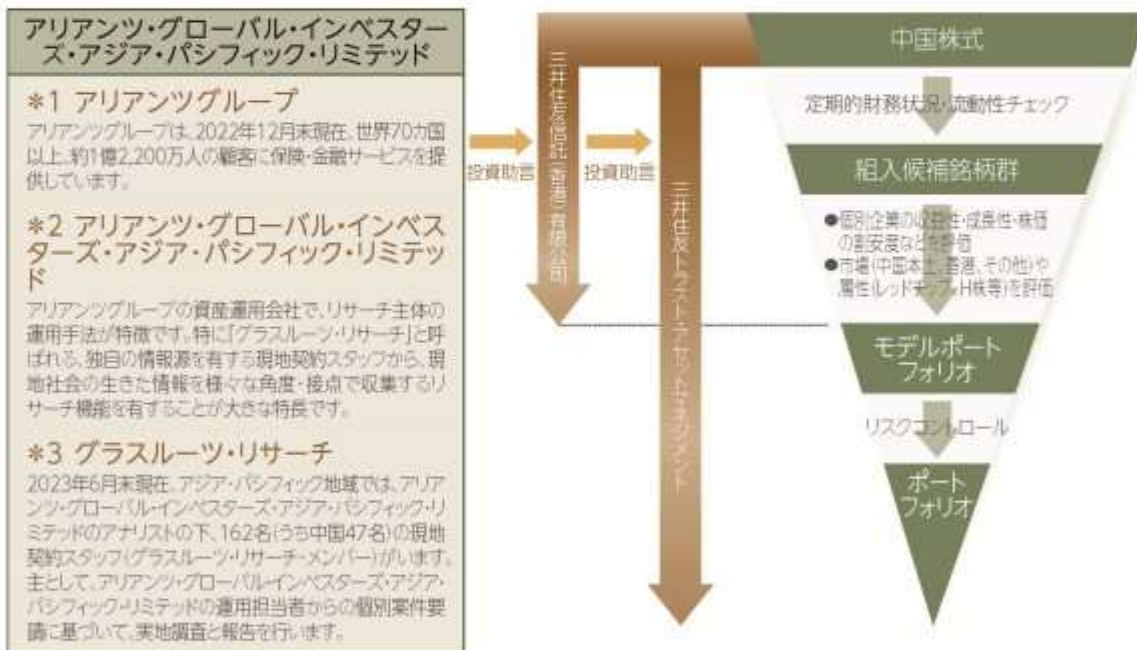 アリアンツ・グローバル・インベスター
ズ・アジア・パシフィック・リミテッド
*1 アリアンツグループ
アリアンツグループは、2022年12月末現在、世界70カ国
以上、約1億2,200万人の顧客に保険・金融サービスを提
供しています。
*2 アリアンツ・グローバル・インベス
ターズ・アジア・パシフィック・リミテッ
ド
アリアンツグループの資産運用会社で、リサーチ主体の
運用手法が特徴です。特に「グラスルーツ・リサーチ」と呼
ばれる、独自の情報源を有する現地契約スタッフから、現
地社会の生きた情報を様々な角度・接点で収集するリ
サーチ機能を有することが大きな特長です。
*3 グラスルーツ・リサーチ
2023年6月末現在、アジア・パシフィック地域では、アリア
ンツ・グローバル・インベスターズ・アジア・パシフィック・リ
ミテッドのアナリストの下、162名(うち中国47名)の現地
契約スタッフ(グラスルーツ・リサーチ・メンバー)がいます。
主として、アリアンツ・グローバル・インベスターズ・アジア・
パシフィック・リミテッドの運用担当者からの個別案件要
請に基づいて、実地調査と報告を行います。
投資助言
三井住友信託(香港)有限公司
投資助言
三井住友トラスト・アセットマネジメント
中国株式
定期的財務状況・流動性チェック
組入候補銘柄群
●個別企業の収益性・成長性・株価
の割安度などを評価
●市場(中国本土、香港、その他)や
属性(レッドチップ、H株等)を評価
モデルポート
フォリオ
リスクコントロール
ポート
フォリオ